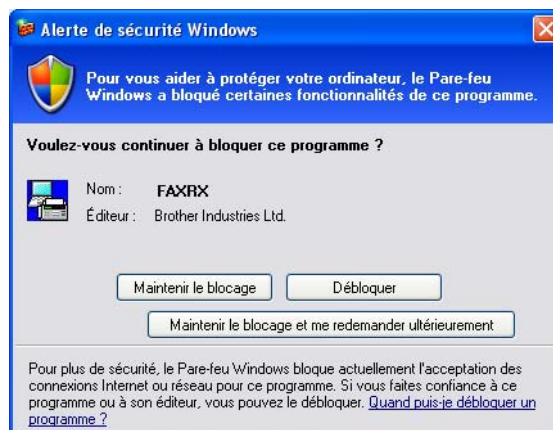 Alerte de sécurité Windows
Pour vous aider à protéger votre ordinateur, le Pare-feu
Windows a bloqué certaines fonctionnalités de ce programme.
Voulez-vous continuer à bloquer ce programme ?
Nom : FAXRX
Éditeur : Brother Industries Ltd.
Maintenir le blocage Débloquer
Maintenir le blocage et me redemander ultérieurement
Pour plus de sécurité, le Pare-feu Windows bloque actuellement l'acceptation des
connexions Internet ou réseau pour ce programme. Si vous faites confiance à ce
programme ou à son éditeur, vous pouvez le débloquer. Quand puis-je débloquer un
programme ?